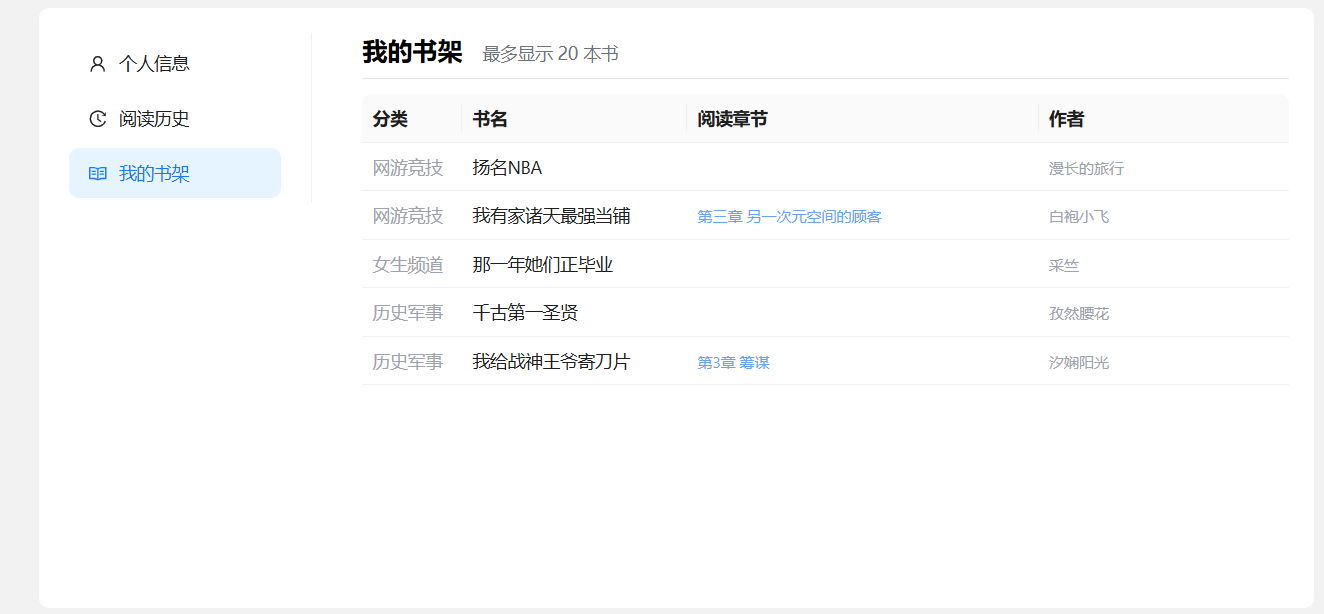 个人信息
阅读历史
我的书架
我的书架 最多显示 20 本书
分类 书名 阅读章节 作者
网游竞技 扬名NBA 漫长的旅行
网游竞技 我有家诸天最强当铺 第三章 另一次元空间的顾客 白袍小飞
女生频道 那一年她们正毕业 采竺
历史军事 千古第一圣贤 孜然腰花
历史军事 我给战神王爷寄刀片 第3章 筹谋 汐娴阳光